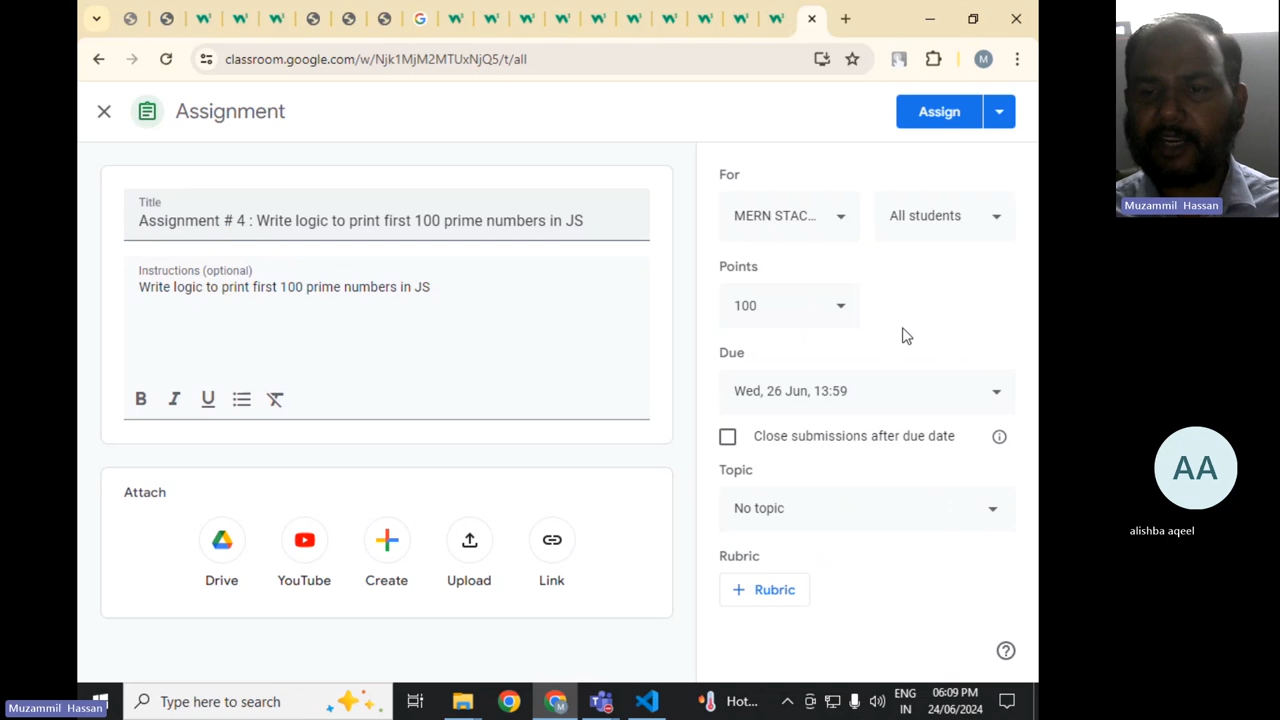 classroom.google.com/w/Njk1MjM2MTUxNjQ5/t/all
M
Assignment
Assign
Title
Assignment # 4 : Write logic to print first 100 prime numbers in JS
Instructions (optional)
Write logic to print first 100 prime numbers in JS
B I U
Attach
Drive YouTube Create Upload Link
For
MERN STAC... All students
Points
100
Due
Wed, 26 Jun, 13:59
Close submissions after due date
Topic
No topic
Rubric
+ Rubric
Muzammil Hassan
AA
alishba aqeel
Muzammil Hassan
Type here to search
Hot...
ENG
IN
06:09 PM
24/06/2024